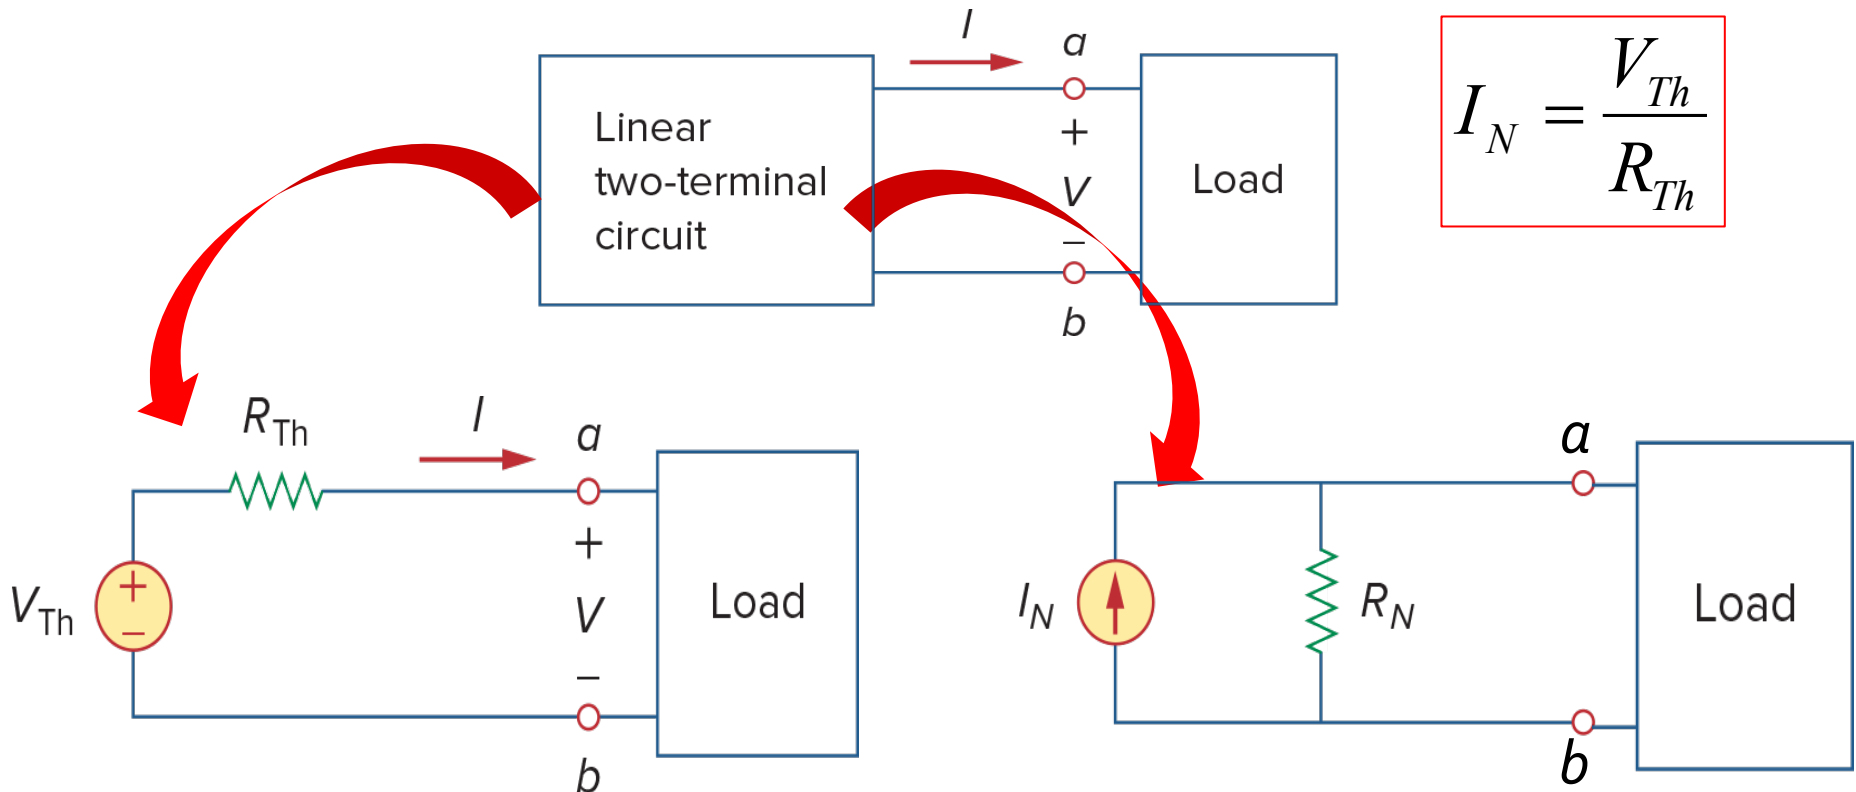 I
a
Linear
two-terminal
circuit
+
V
–
b
Load
I_N = V_Th / R_Th
R_Th
I
a
V_Th
+
–
+
V
–
b
Load
I_N
R_N
a
b
Load